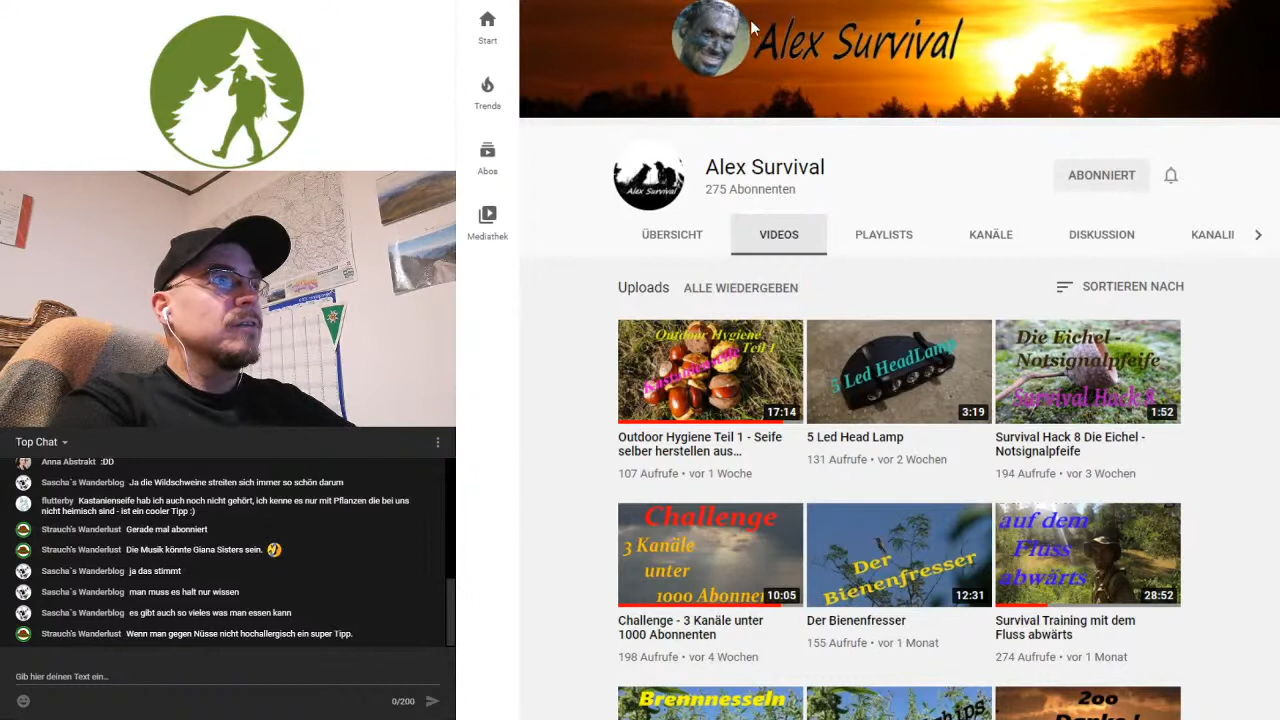 Start
Trends
Abos
Mediathek
Alex Survival
Alex Survival
Alex Survival
275 Abonnenten
ABONNIERT
ÜBERSICHT
VIDEOS
PLAYLISTS
KANÄLE
DISKUSSION
KANALII
Uploads
ALLE WIEDERGEBEN
SORTIEREN NACH
Outdoor Hygiene
Teil 1
Kastanienseife
17:14
Outdoor Hygiene Teil 1 - Seife
selber herstellen aus...
107 Aufrufe • vor 1 Woche
5 Led HeadLamp
3:19
5 Led Head Lamp
131 Aufrufe • vor 2 Wochen
Die Eichel -
Notsignalpfeife
Survival Hack 8
1:52
Survival Hack 8 Die Eichel -
Notsignalpfeife
194 Aufrufe • vor 3 Wochen
Challenge
3 Kanäle
unter
1000 Abonnen
10:05
Challenge - 3 Kanäle unter
1000 Abonnenten
198 Aufrufe • vor 4 Wochen
Der
Bienenfresser
12:31
Der Bienenfresser
155 Aufrufe • vor 1 Monat
auf dem
Fluss
abwärts
28:52
Survival Training mit dem
Fluss abwärts
274 Aufrufe • vor 1 Monat
Brennnesseln
200
Top Chat
Anna Abstrakt :DD
Sascha`s Wanderblog Ja die Wildschweine streiten sich immer so schön darum
flutterby Kastanienseife hab ich auch noch nicht gehört, ich kenne es nur mit Pflanzen die bei uns
nicht heimisch sind - ist ein cooler Tipp :)
Strauch's Wanderlust Gerade mal abonniert
Strauch's Wanderlust Die Musik könnte Giana Sisters sein. 🤣
Sascha`s Wanderblog ja das stimmt
Sascha`s Wanderblog man muss es halt nur wissen
Sascha`s Wanderblog es gibt auch so vieles was man essen kann
Strauch's Wanderlust Wenn man gegen Nüsse nicht hochallergisch ein super Tipp.
Gib hier deinen Text ein...
0/200